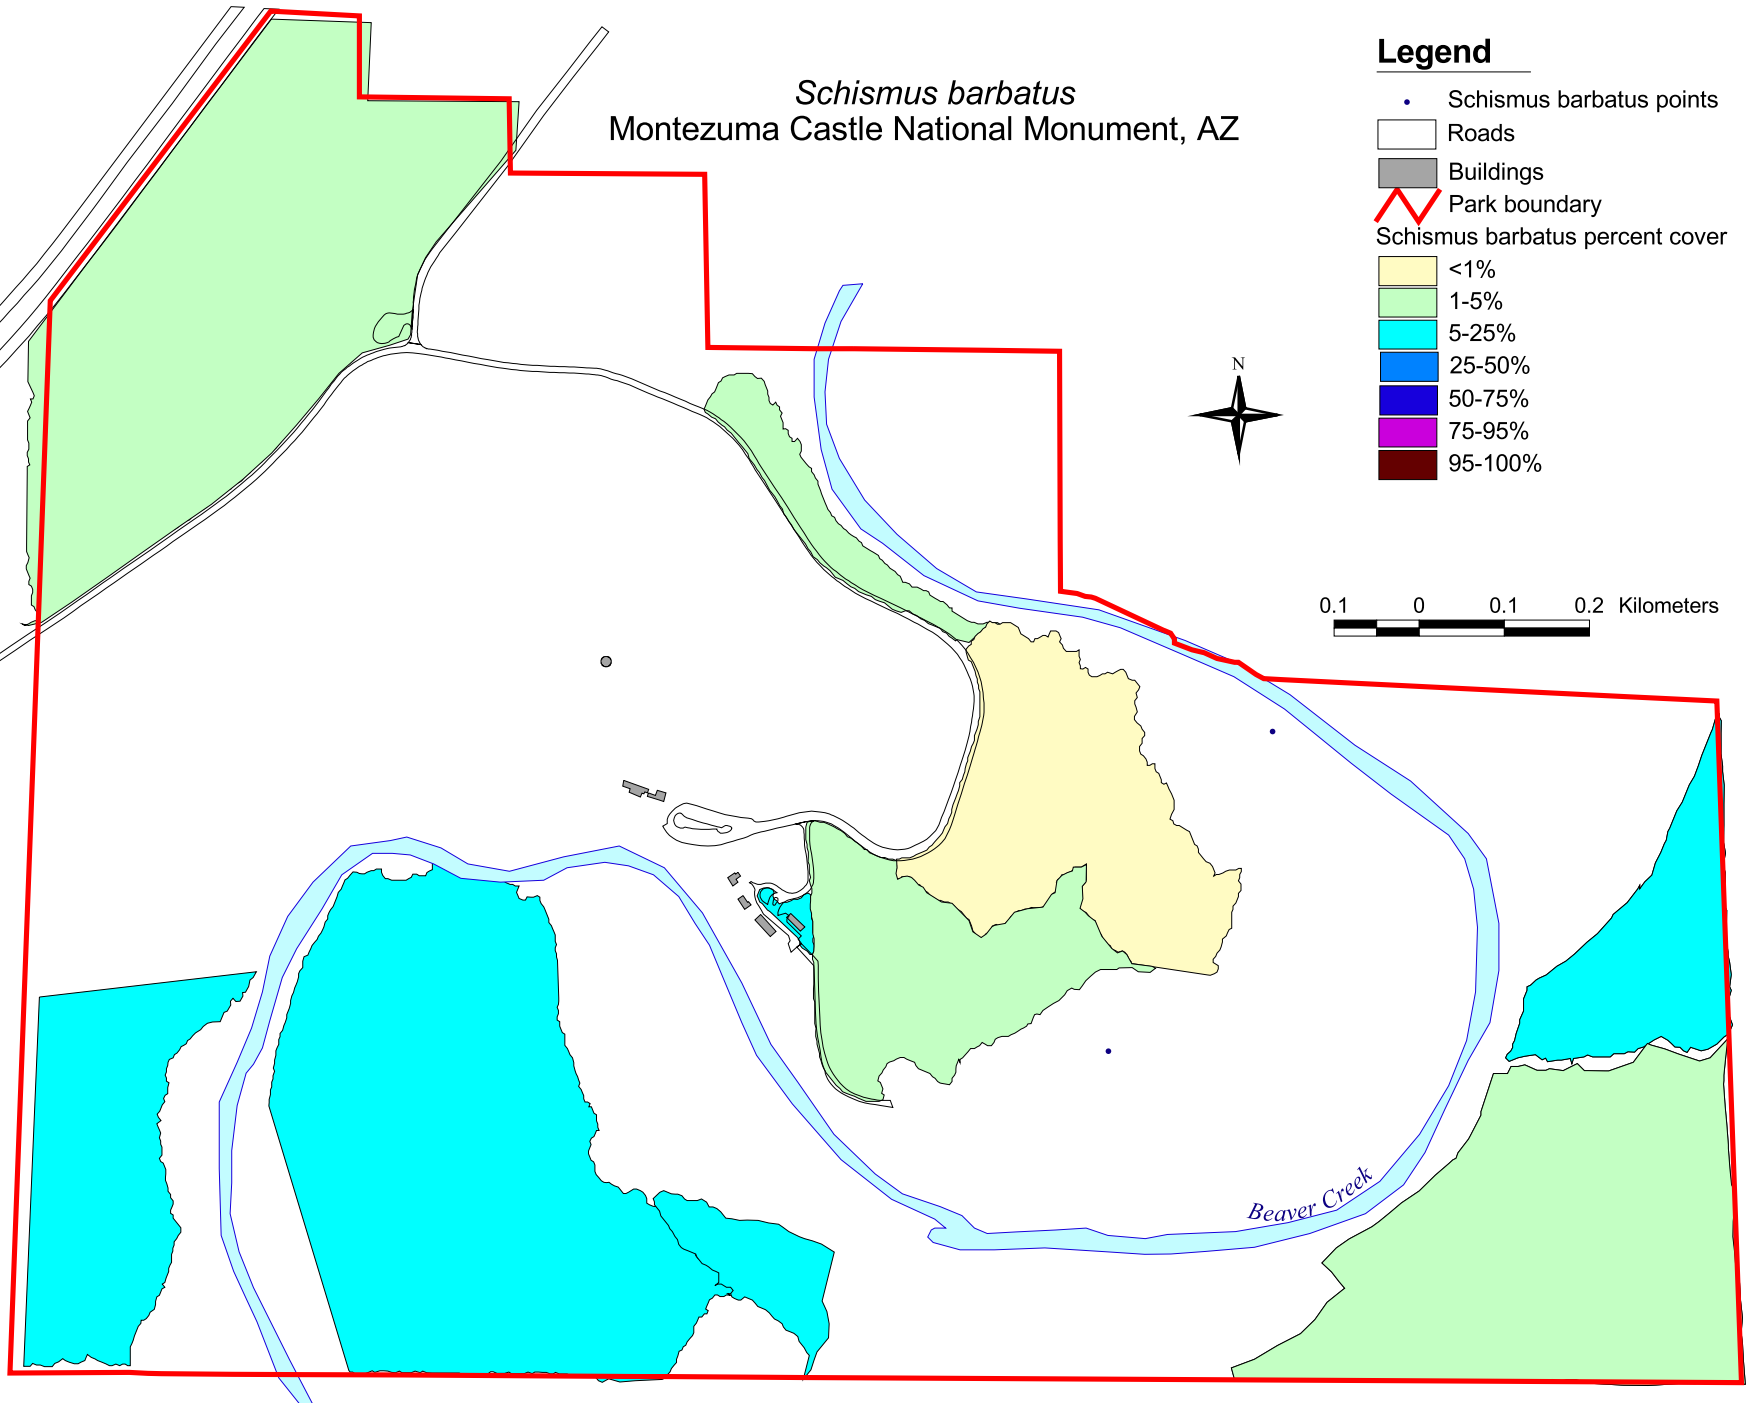 Schismus barbatus
Montezuma Castle National Monument, AZ
Legend
Schismus barbatus points
Roads
Buildings
Park boundary
Schismus barbatus percent cover
<1%
1-5%
5-25%
25-50%
50-75%
75-95%
95-100%
N
0.1 0 0.1 0.2 Kilometers
Beaver Creek